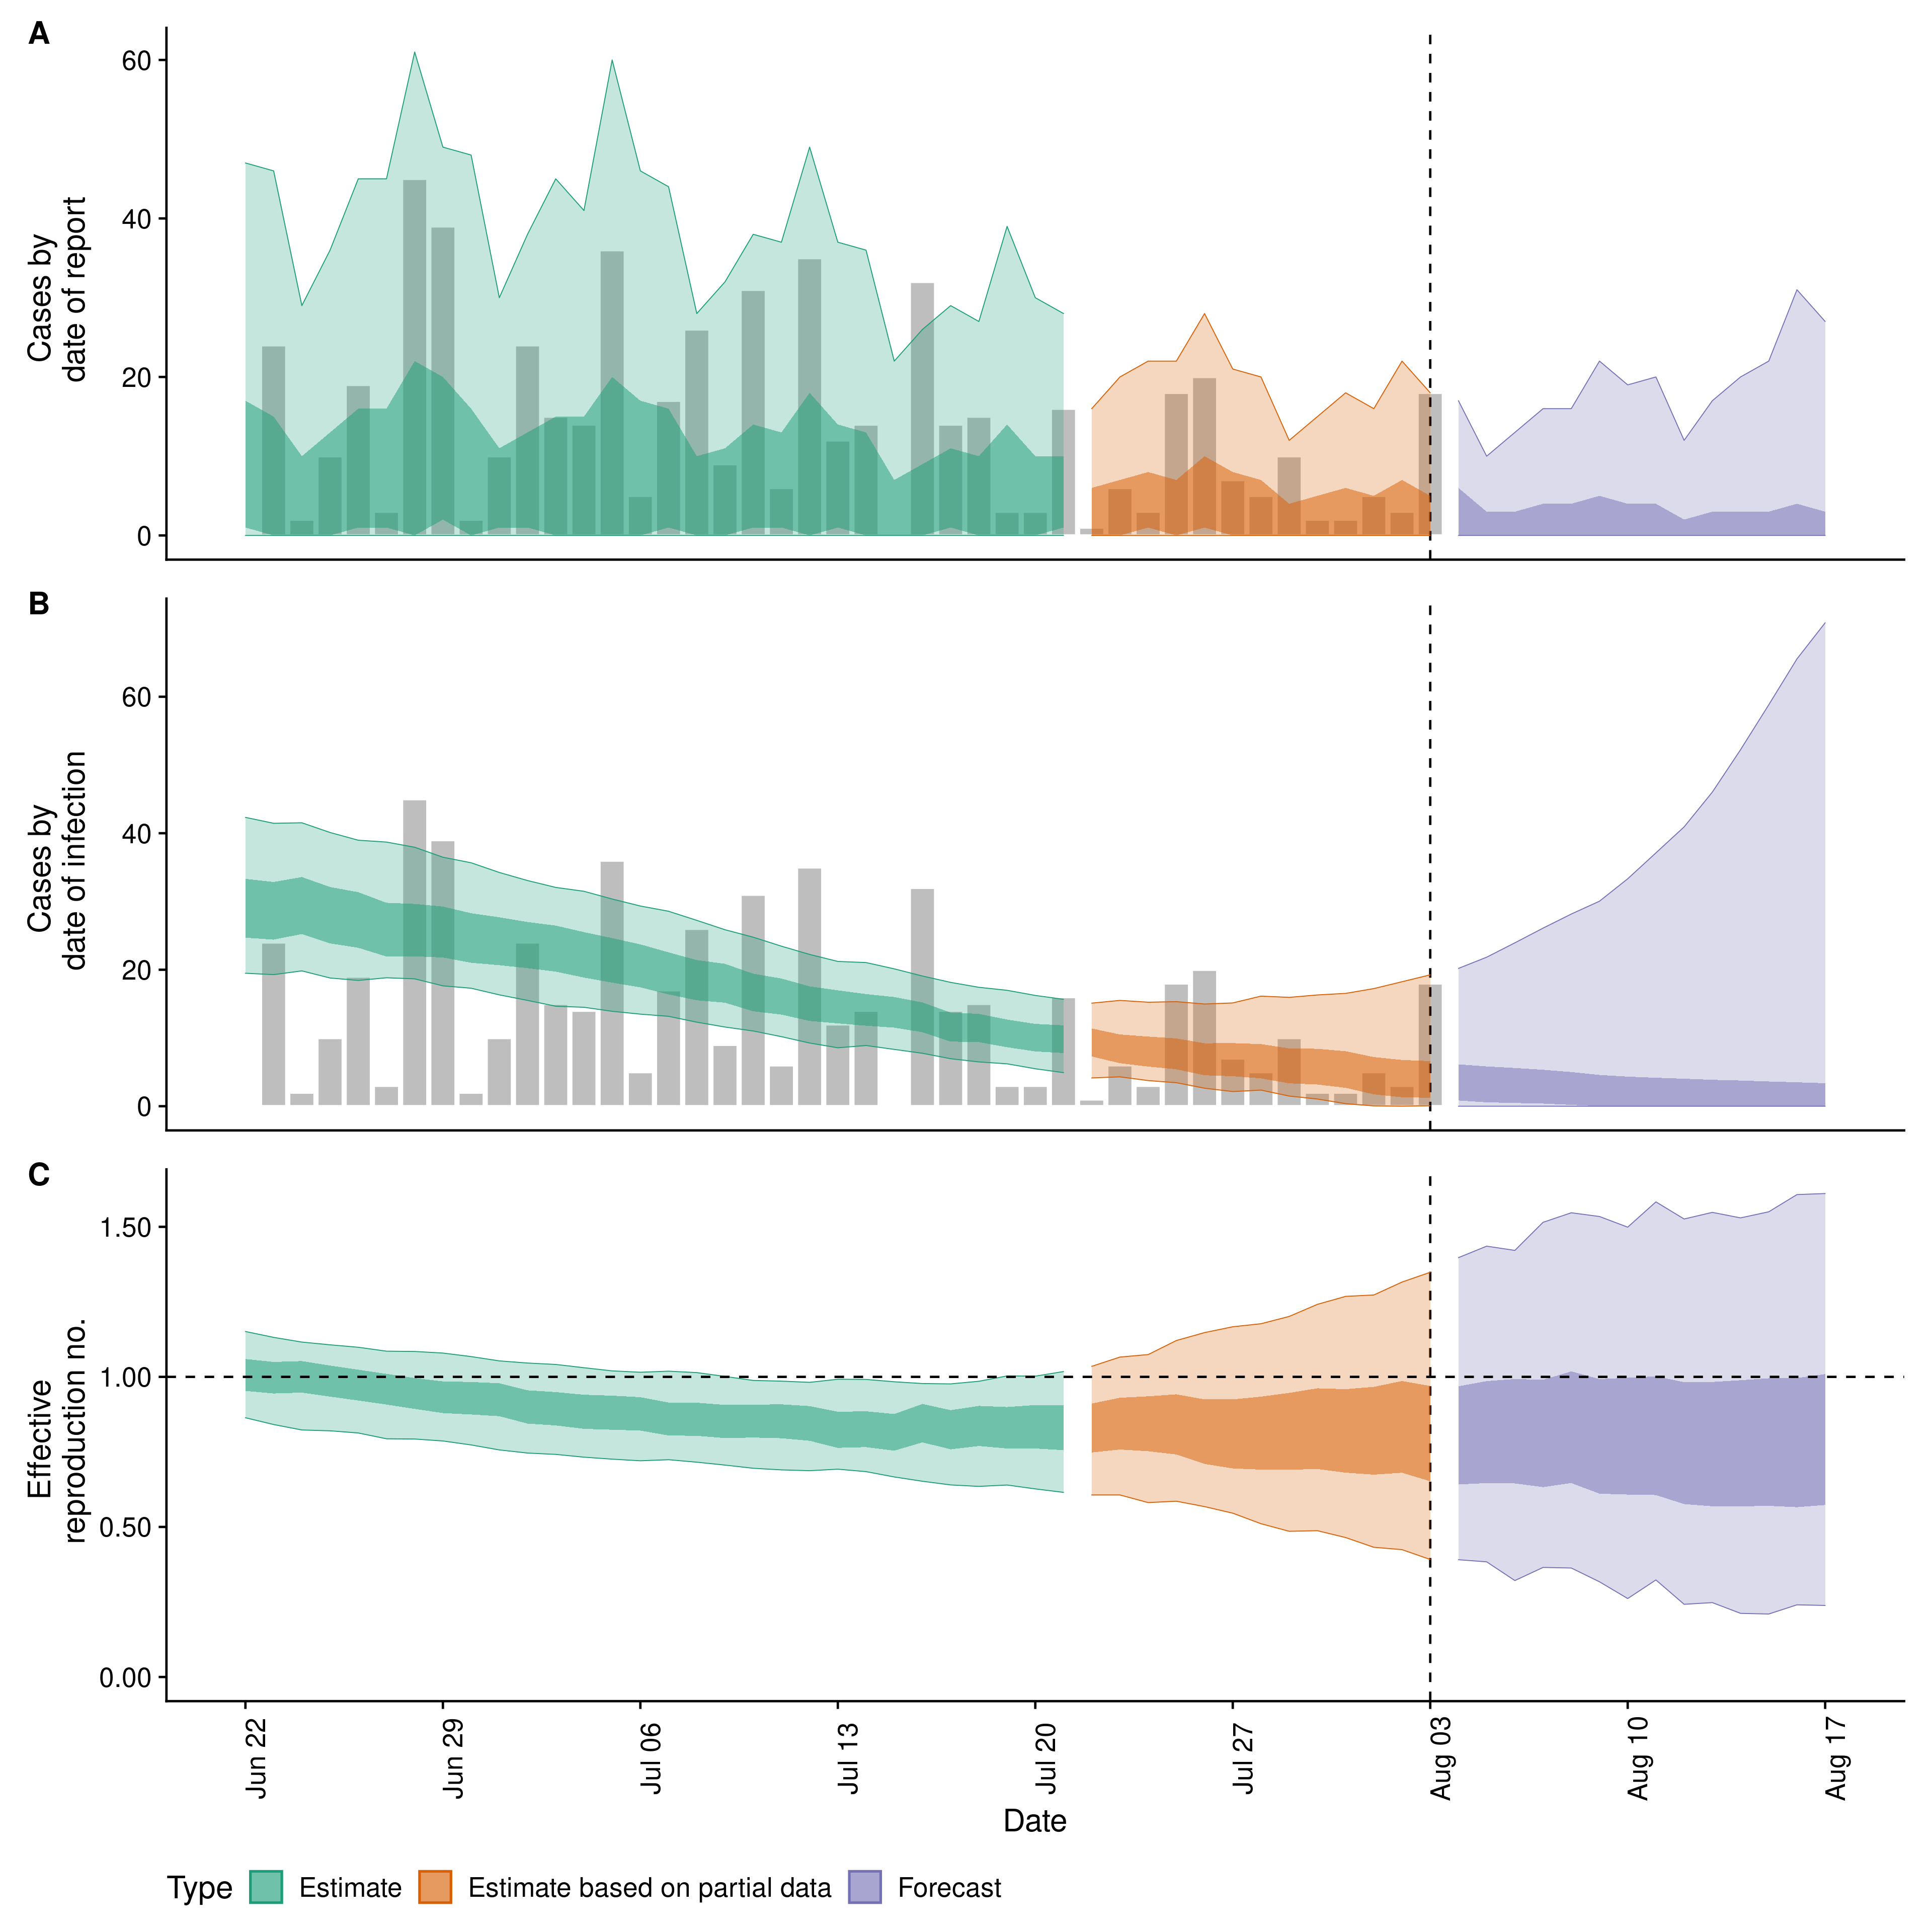 A
Cases by
date of report
60
40
20
0
B
Cases by
date of infection
60
40
20
0
C
Effective
reproduction no.
1.50
1.00
0.50
0.00
Jun 22
Jun 29
Jul 06
Jul 13
Jul 20
Jul 27
Aug 03
Aug 10
Aug 17
Date
Type Estimate Estimate based on partial data Forecast